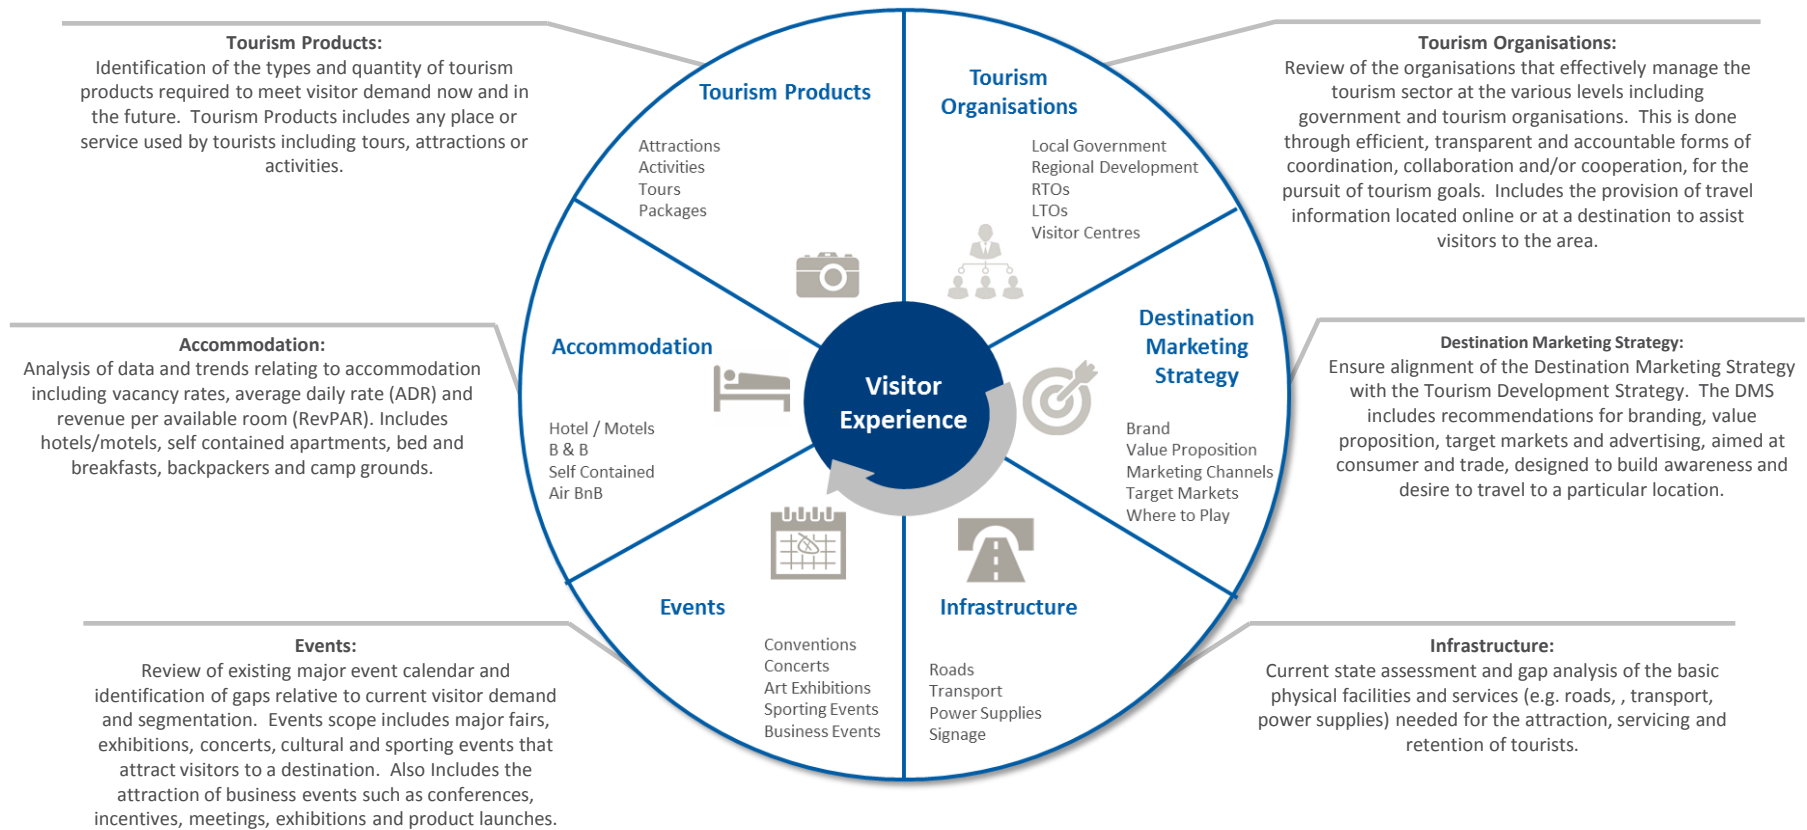 Tourism Products:
Identification of the types and quantity of tourism
products required to meet visitor demand now and in
the future. Tourism Products includes any place or
service used by tourists including tours, attractions or
activities.
Accommodation:
Analysis of data and trends relating to accommodation
including vacancy rates, average daily rate (ADR) and
revenue per available room (RevPAR). Includes
hotels/motels, self contained apartments, bed and
breakfasts, backpackers and camp grounds.
Events:
Review of existing major event calendar and
identification of gaps relative to current visitor demand
and segmentation. Events scope includes major fairs,
exhibitions, concerts, cultural and sporting events that
attract visitors to a destination. Also Includes the
attraction of business events such as conferences,
incentives, meetings, exhibitions and product launches.
Tourism Products
Attractions
Activities
Tours
Packages
Tourism
Organisations
Local Government
Regional Development
RTOs
LTOs
Visitor Centres
Accommodation
Hotel / Motels
B & B
Self Contained
Air BnB
Visitor
Experience
Destination
Marketing
Strategy
Brand
Value Proposition
Marketing Channels
Target Markets
Where to Play
Events
Conventions
Concerts
Art Exhibitions
Sporting Events
Business Events
Infrastructure
Roads
Transport
Power Supplies
Signage
Tourism Organisations:
Review of the organisations that effectively manage the
tourism sector at the various levels including
government and tourism organisations. This is done
through efficient, transparent and accountable forms of
coordination, collaboration and/or cooperation, for the
pursuit of tourism goals. Includes the provision of travel
information located online or at a destination to assist
visitors to the area.
Destination Marketing Strategy:
Ensure alignment of the Destination Marketing Strategy
with the Tourism Development Strategy. The DMS
includes recommendations for branding, value
proposition, target markets and advertising, aimed at
consumer and trade, designed to build awareness and
desire to travel to a particular location.
Infrastructure:
Current state assessment and gap analysis of the basic
physical facilities and services (e.g. roads, , transport,
power supplies) needed for the attraction, servicing and
retention of tourists.